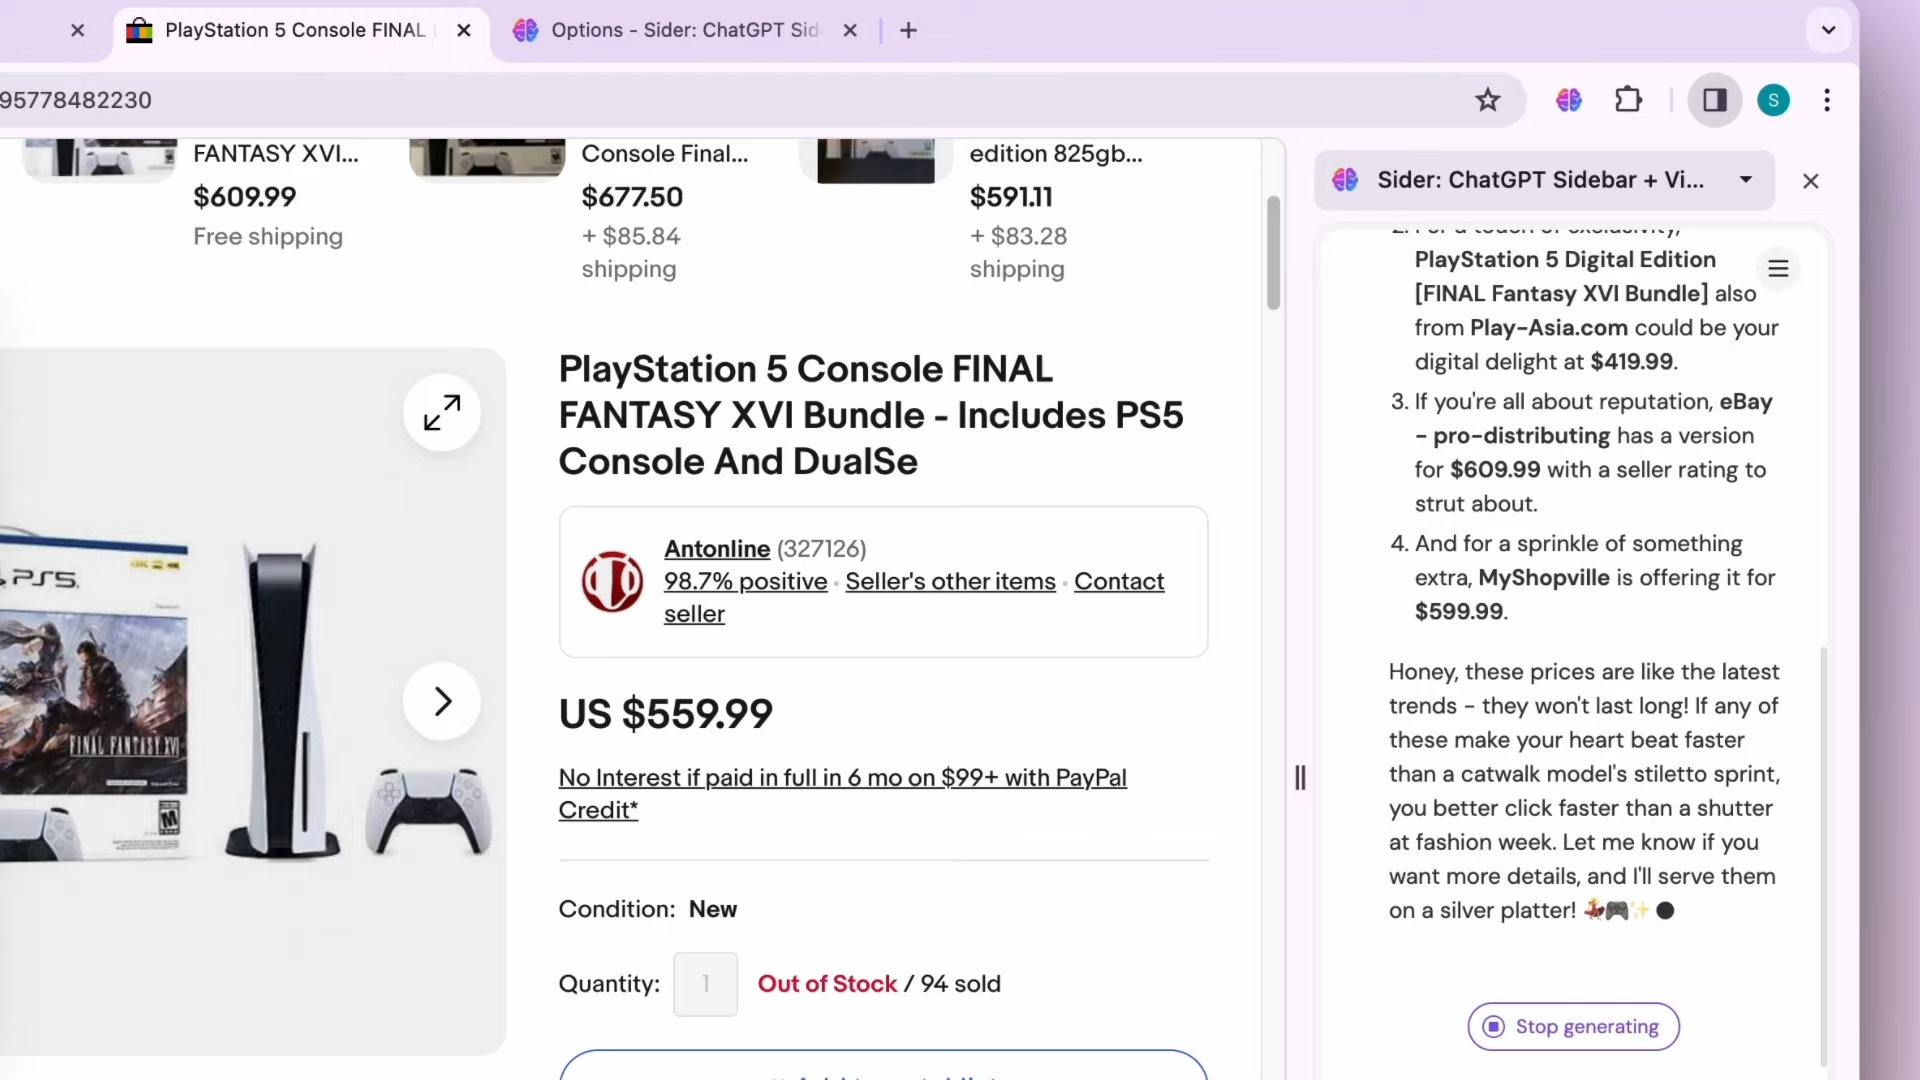 PlayStation 5 Console FINAL
Options - Sider: ChatGPT Sid
95778482230
S
FANTASY XVI...
$609.99
Free shipping
Console Final...
$677.50
+ $85.84
shipping
edition 825gb...
$591.11
+ $83.28
shipping
PS5.
FINAL FANTASY XVI
M
PlayStation 5 Console FINAL
FANTASY XVI Bundle - Includes PS5
Console And DualSe
Antonline (327126)
98.7% positive · Seller's other items · Contact
seller
US $559.99
No Interest if paid in full in 6 mo on $99+ with PayPal
Credit*
Condition: New
Quantity: 1 Out of Stock / 94 sold
Sider: ChatGPT Sidebar + Vi...
2. For a touch of exclusivity,
PlayStation 5 Digital Edition
[FINAL Fantasy XVI Bundle] also
from Play-Asia.com could be your
digital delight at $419.99.
3. If you're all about reputation, eBay
- pro-distributing has a version
for $609.99 with a seller rating to
strut about.
4. And for a sprinkle of something
extra, MyShopville is offering it for
$599.99.
Honey, these prices are like the latest
trends - they won't last long! If any of
these make your heart beat faster
than a catwalk model's stiletto sprint,
you better click faster than a shutter
at fashion week. Let me know if you
want more details, and I'll serve them
on a silver platter! 💃🎮✨
Stop generating